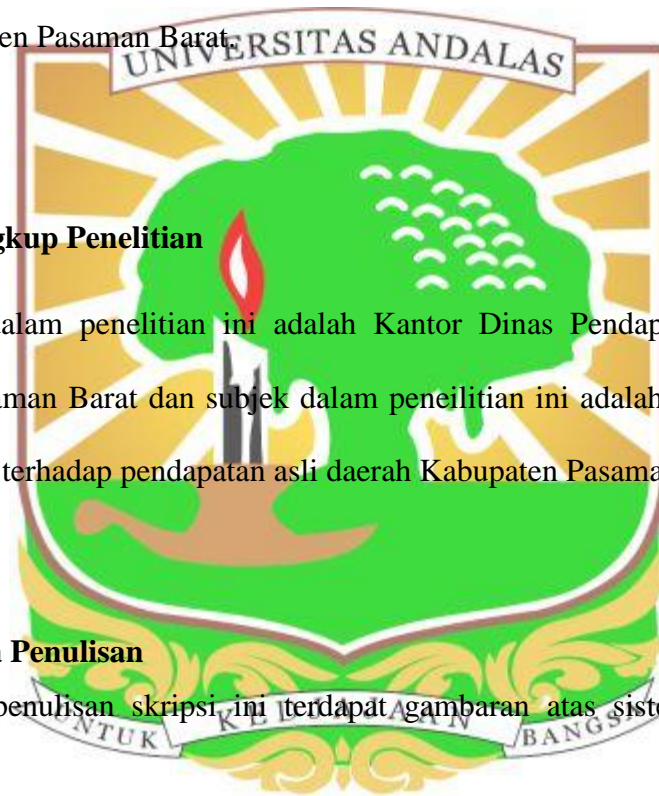 en Pasaman Barat.
UNIVERSITAS ANDALAS
gkup Penelitian
alam penelitian ini adalah Kantor Dinas Pendap
aman Barat dan subjek dalam peneilitian ini adalah
terhadap pendapatan asli daerah Kabupaten Pasama
Penulisan
penulisan skripsi ini terdapat gambaran atas siste
UNTUK KEDJAJAAN BANGSA